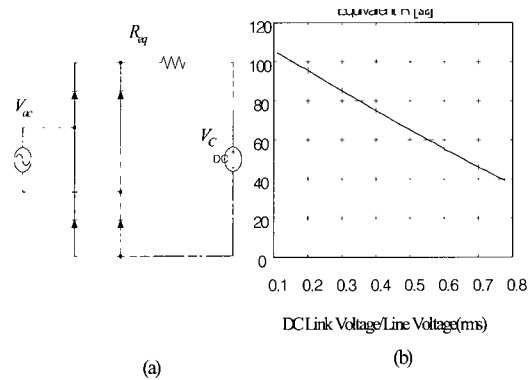 R_eq
V_ac
V_C
DC
Equivalent R [Ω]
120
100
80
60
40
20
0
0.1 0.2 0.3 0.4 0.5 0.6 0.7 0.8
DC Link Voltage/Line Voltage(rms)
(a)
(b)